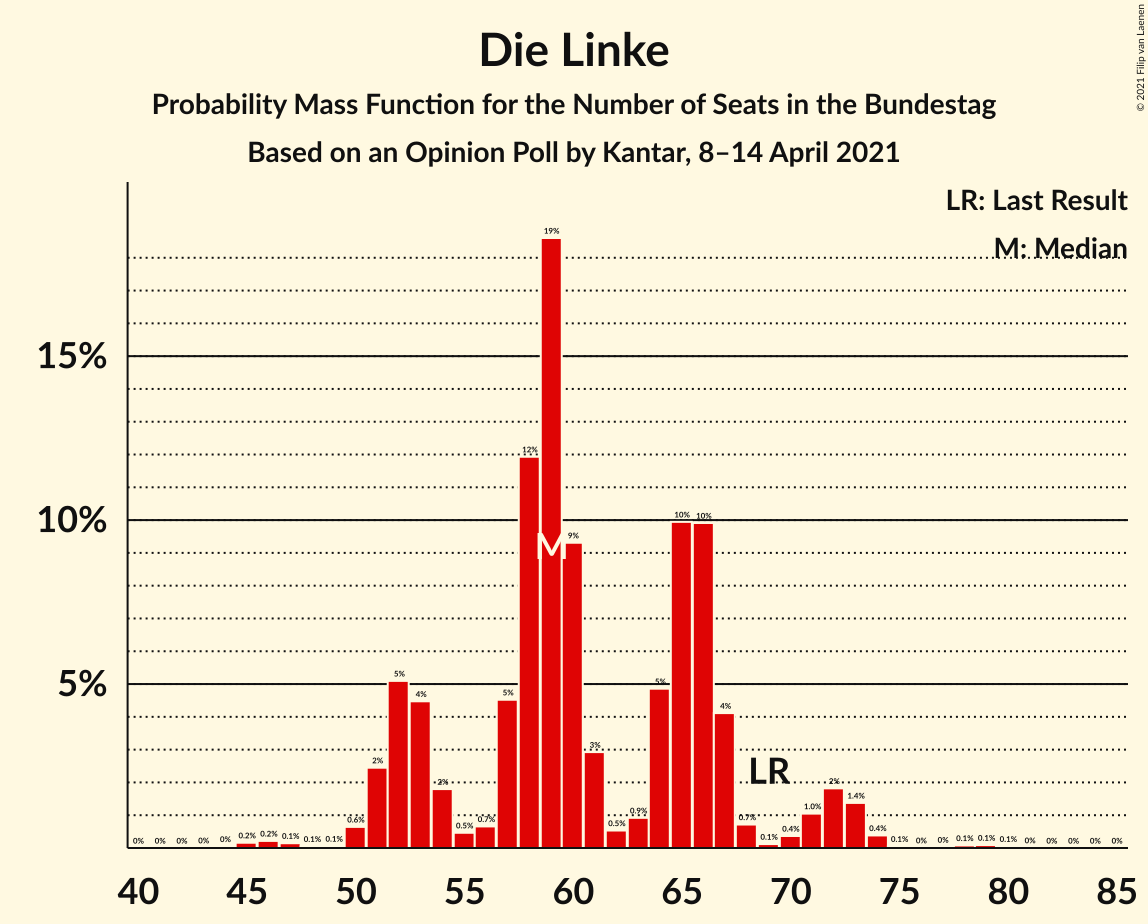 © 2021 Filip van Laenen
Die Linke
Probability Mass Function for the Number of Seats in the Bundestag
Based on an Opinion Poll by Kantar, 8–14 April 2021
LR: Last Result
M: Median
19%
15%
12%
M
9%
10%
10% 10%
5%
5% 4% 5% 5% 4%
2% 2% 3% 2% 1.4%
LR
0% 0% 0% 0% 0% 0.2% 0.2% 0.1% 0.1% 0.1% 0.6% 0.5% 0.7% 0.5% 0.9% 0.7% 0.1% 0.4% 1.0% 0.4% 0.1% 0% 0% 0.1% 0.1% 0.1% 0% 0% 0% 0% 0%
40 45 50 55 60 65 70 75 80 85